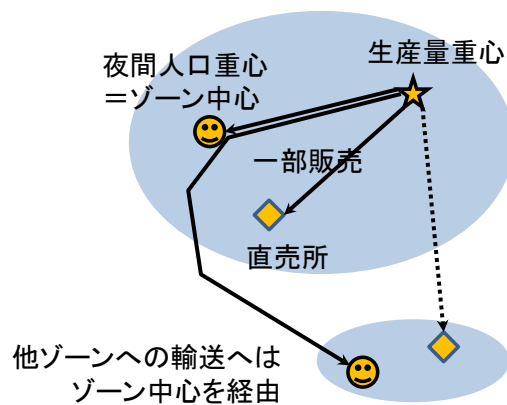 夜間人口重心
＝ゾーン中心
生産量重心
一部販売
直売所
他ゾーンへの輸送へは
ゾーン中心を経由